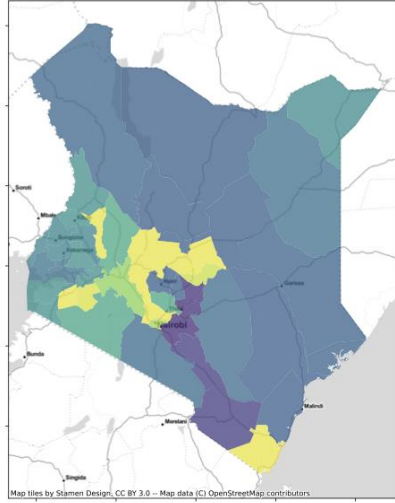 Soroti
Mbale
Bungoma
Kakamega
Nyeri
Garissa
Nairobi
Bunda
Malindi
Singida
Map tiles by Stamen Design, CC BY 3.0 -- Map data (C) OpenStreetMap contributors